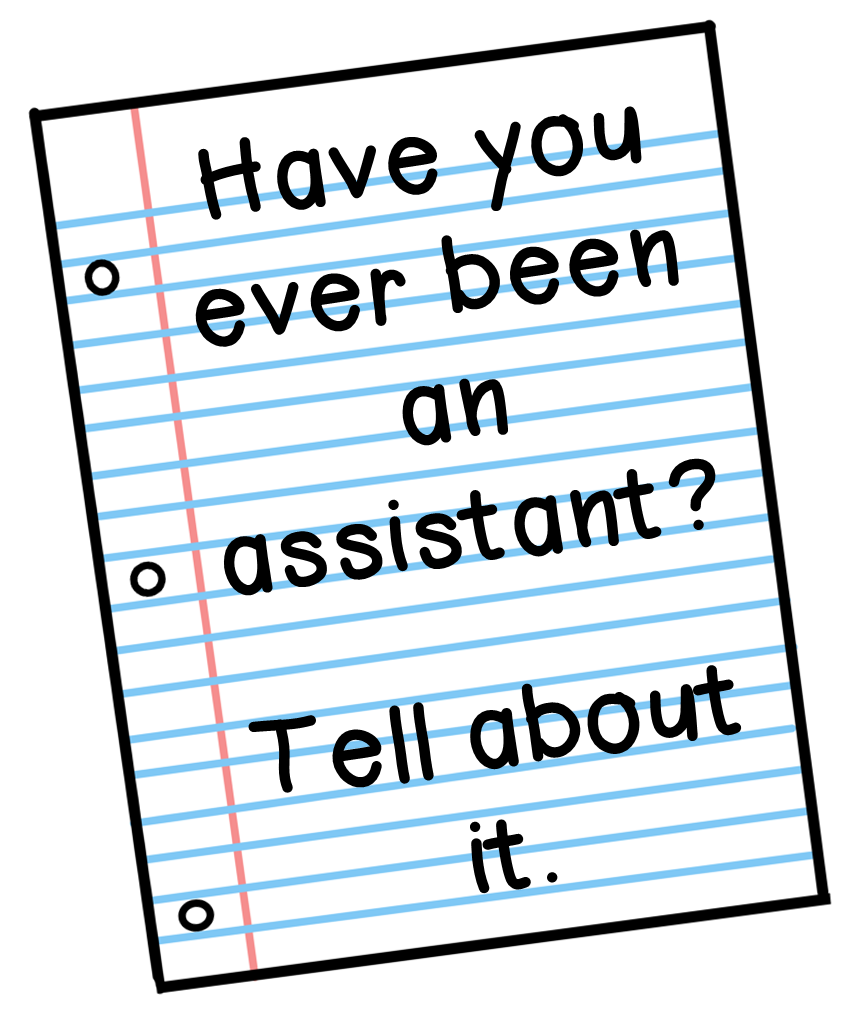 Have you
ever been
an
assistant?
Tell about
it.